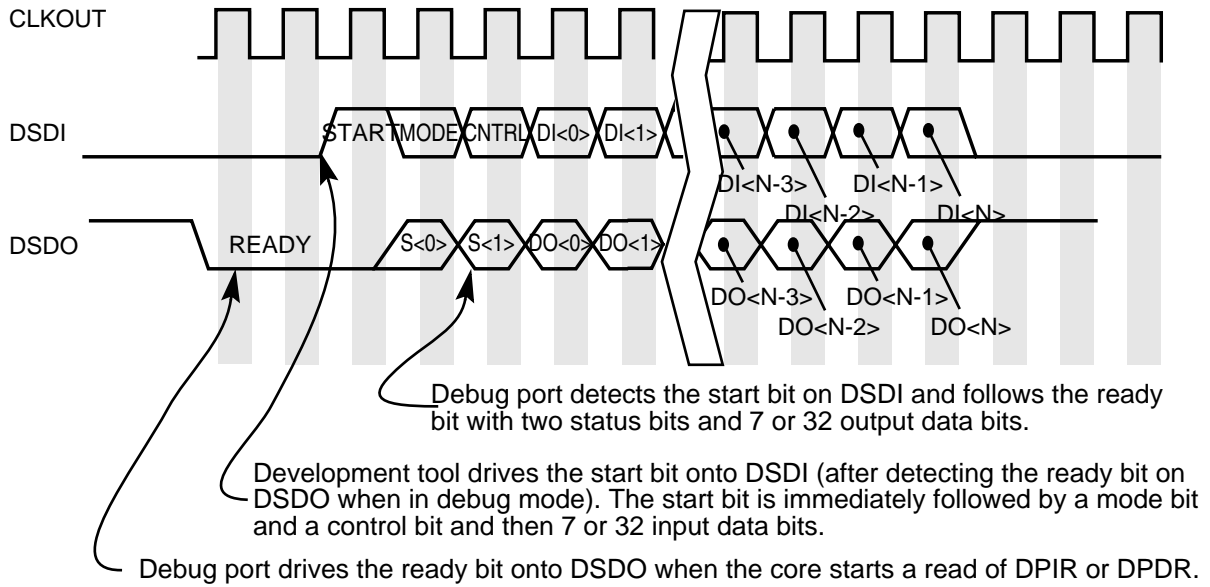 CLKOUT
DSDI
START MODE CNTRL DI<0> DI<1>
DI<N-3> DI<N-1>
DI<N-2> DI<N>
DSDO
READY S<0> S<1> DO<0> DO<1>
DO<N-3> DO<N-1>
DO<N-2> DO<N>
Debug port detects the start bit on DSDI and follows the ready
bit with two status bits and 7 or 32 output data bits.
Development tool drives the start bit onto DSDI (after detecting the ready bit on
DSDO when in debug mode). The start bit is immediately followed by a mode bit
and a control bit and then 7 or 32 input data bits.
Debug port drives the ready bit onto DSDO when the core starts a read of DPIR or DPDR.